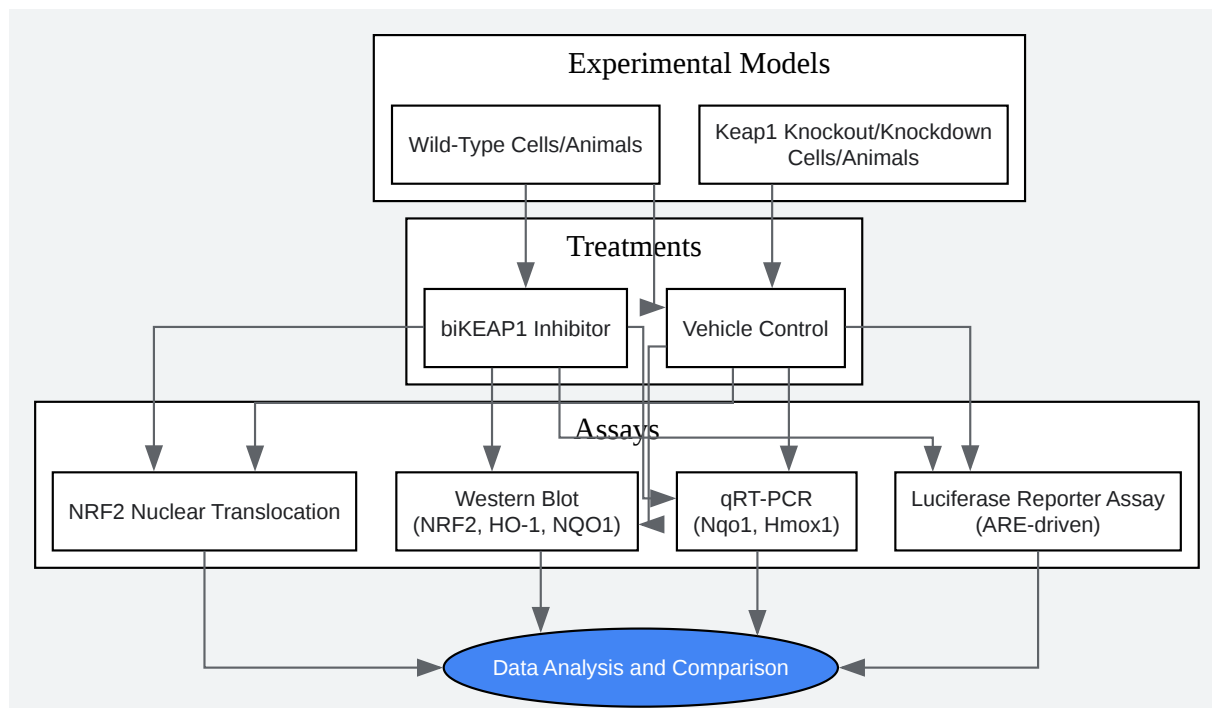 Experimental Models
Wild-Type Cells/Animals
Keap1 Knockout/Knockdown
Cells/Animals
Treatments
biKEAP1 Inhibitor
Vehicle Control
Assays
NRF2 Nuclear Translocation
Western Blot
(NRF2, HO-1, NQO1)
qRT-PCR
(Nqo1, Hmox1)
Luciferase Reporter Assay
(ARE-driven)
Data Analysis and Comparison